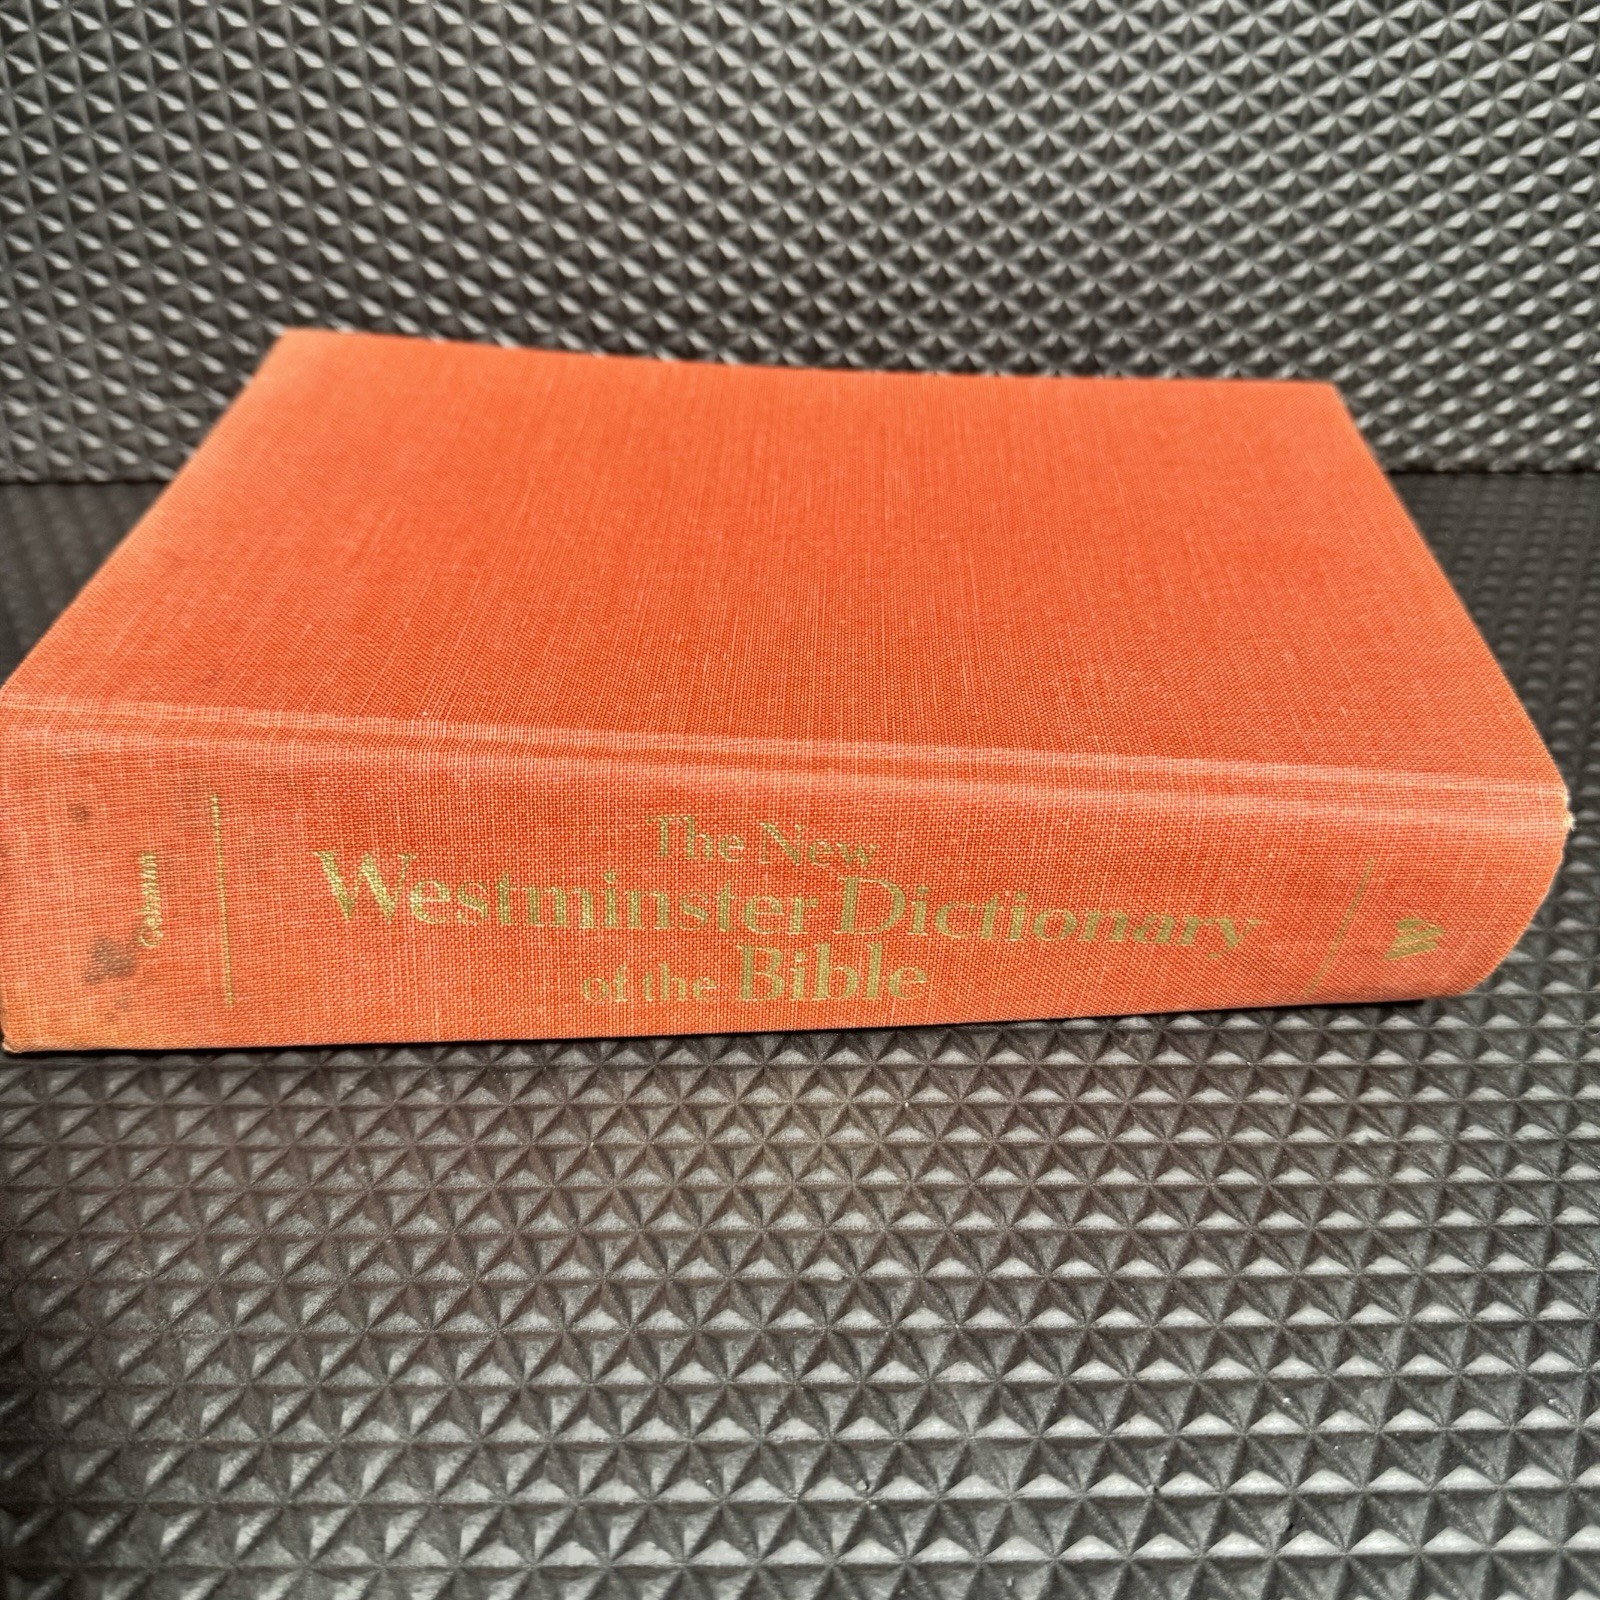 Gehman
The New
Westminster Dictionary
of the Bible